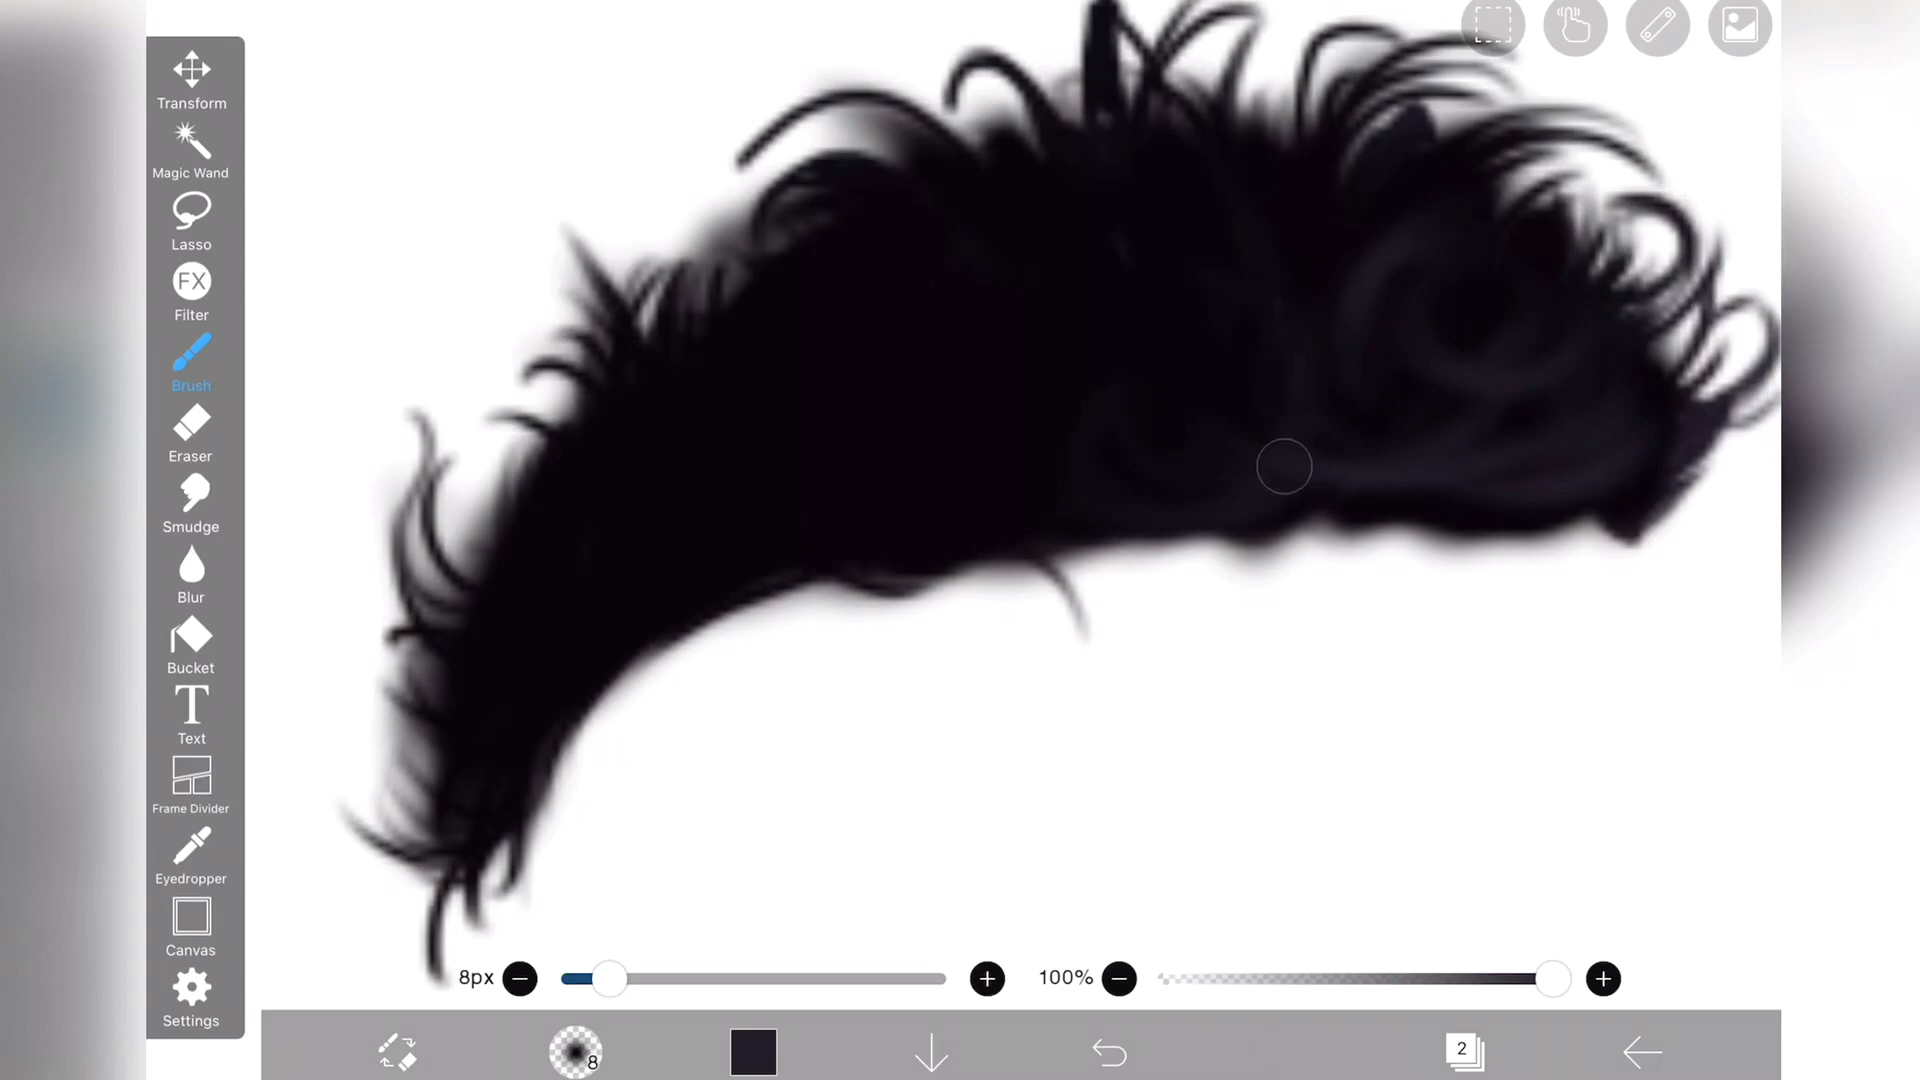 Transform
Magic Wand
Lasso
FX
Filter
Brush
Eraser
Smudge
Blur
Bucket
T
Text
Frame Divider
Eyedropper
Canvas
Settings
8px
100%
8
2